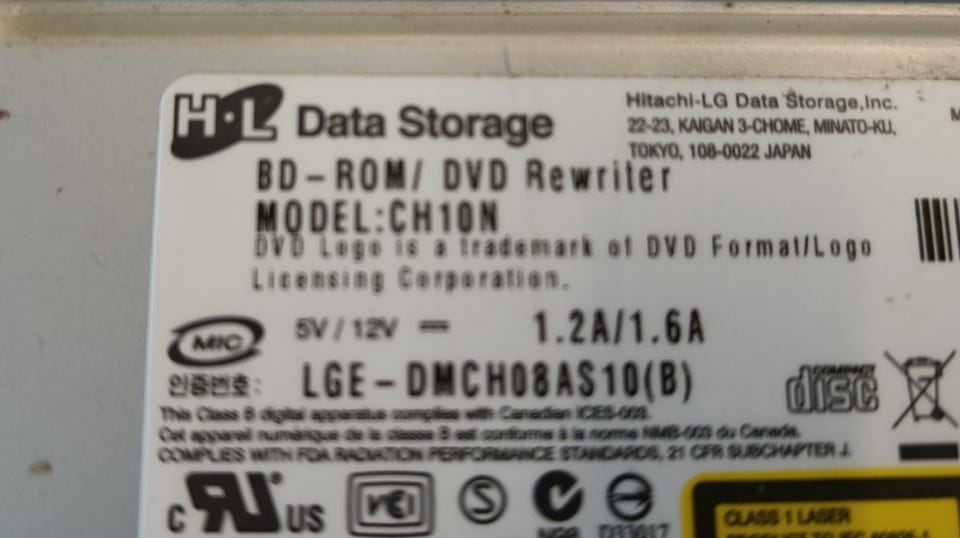 H·L Data Storage
Hitachi-LG Data Storage,Inc.
22-23, KAIGAN 3-CHOME, MINATO-KU,
TOKYO, 108-0022 JAPAN
M
BD-ROM/ DVD Rewriter
MODEL:CH10N
DVD Logo is a trademark of DVD Format/Logo
Licensing Corporation.
5V / 12V 1.2A/1.6A
MIC
인증번호: LGE-DMCH08AS10(B)
COMPACT
disc
This Class B digital apparatus complies with Canadian ICES-003.
Cet appareil numérique de la classe B est conforme à la norme NMB-003 du Canada.
COMPLIES WITH FDA RADIATION PERFORMANCE STANDARDS, 21 CFR SUBCHAPTER J.
c RU US
VCI
S
D33017
CLASS 1 LASER